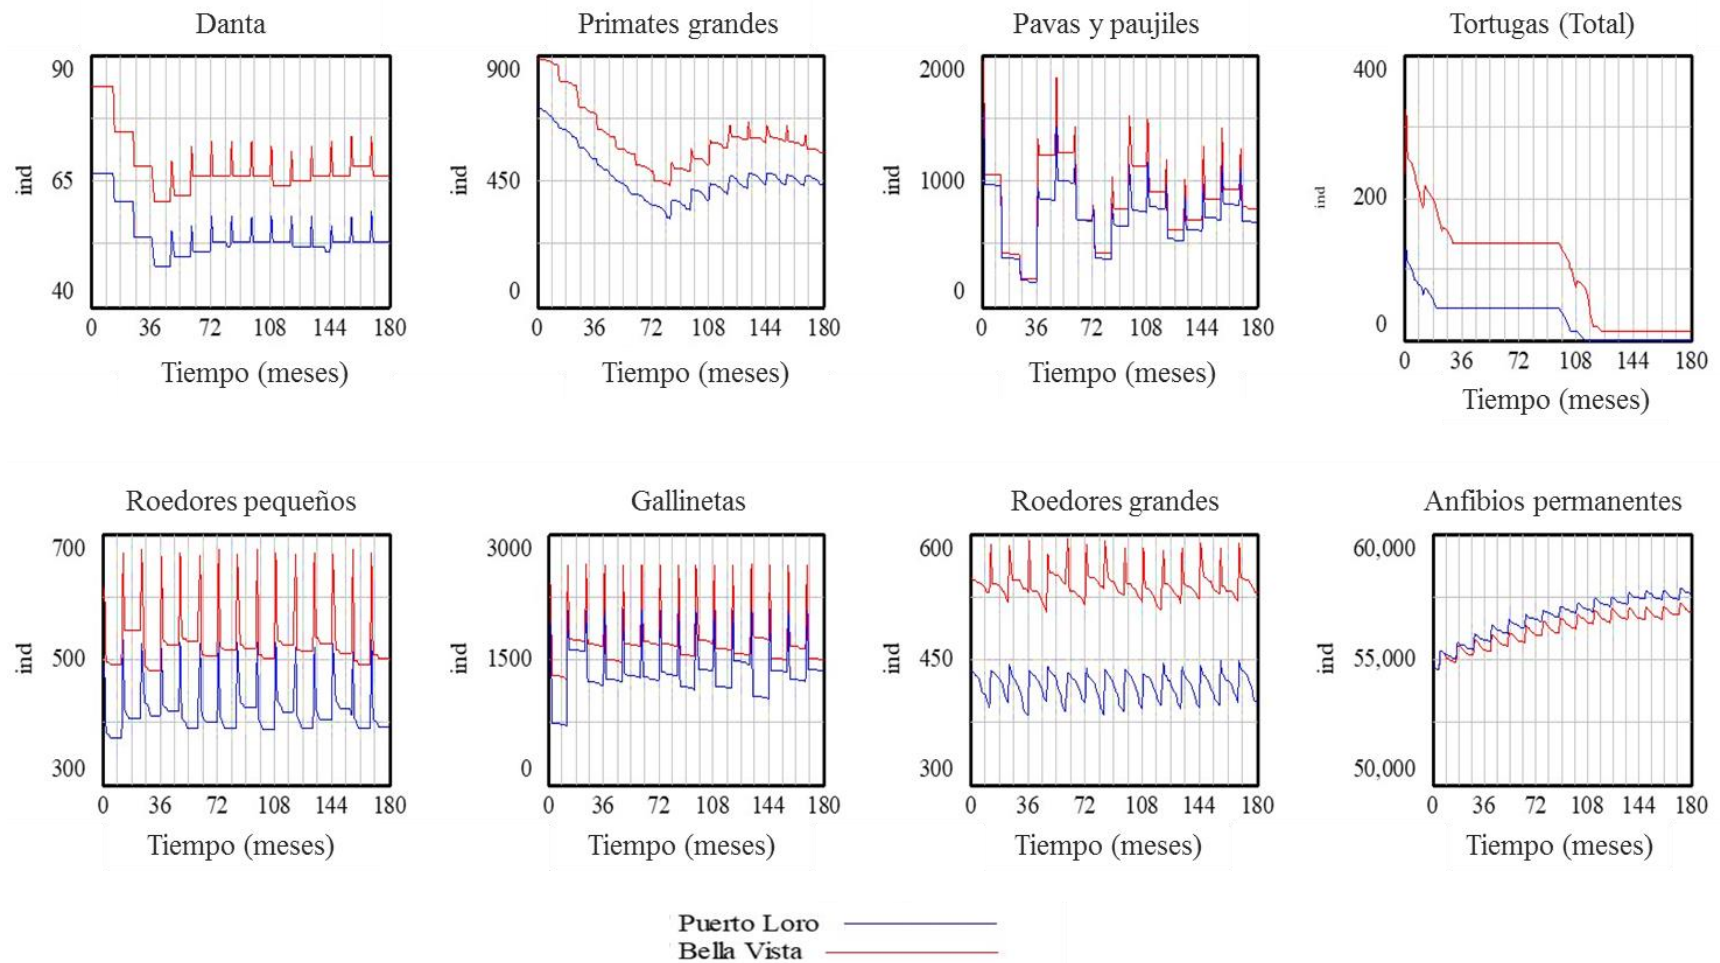 Danta
90
65
40
ind
0 36 72 108 144 180
Tiempo (meses)
Primates grandes
900
450
0
ind
0 36 72 108 144 180
Tiempo (meses)
Pavas y paujiles
2000
1000
0
ind
0 36 72 108 144 180
Tiempo (meses)
Tortugas (Total)
400
200
0
ind
0 36 72 108 144 180
Tiempo (meses)
Roedores pequeños
700
500
300
ind
0 36 72 108 144 180
Tiempo (meses)
Gallinetas
3000
1500
0
ind
0 36 72 108 144 180
Tiempo (meses)
Roedores grandes
600
450
300
ind
0 36 72 108 144 180
Tiempo (meses)
Anfibios permanentes
60,000
55,000
50,000
ind
0 36 72 108 144 180
Tiempo (meses)
Puerto Loro
Bella Vista